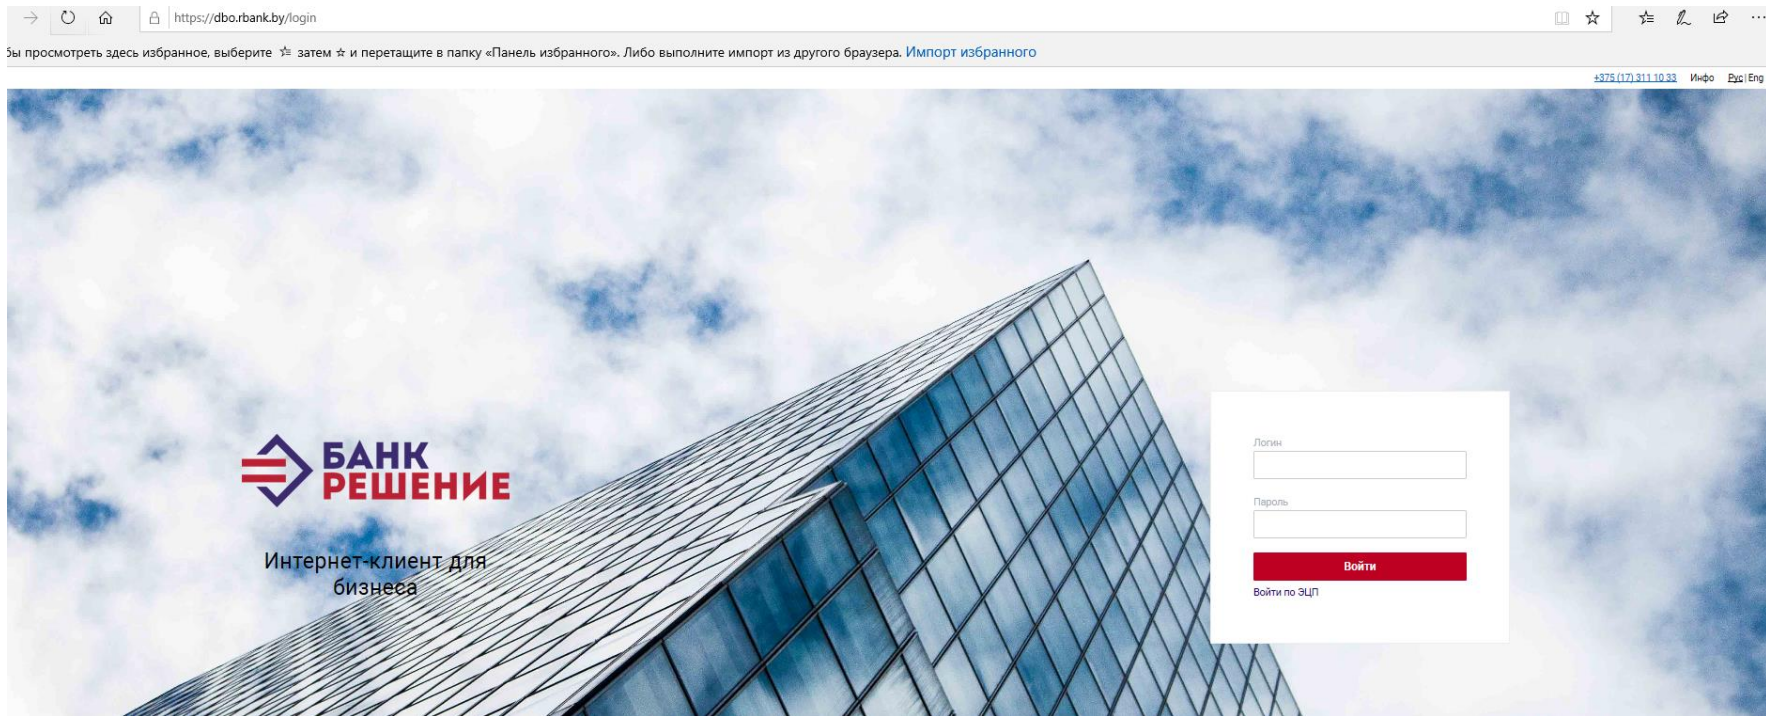 https://dbo.rbank.by/login
бы просмотреть здесь избранное, выберите затем и перетащите в папку «Панель избранного». Либо выполните импорт из другого браузера. Импорт избранного
+375 (17) 311 10 33 Инфо Рус | Eng
БАНК
РЕШЕНИЕ
Интернет-клиент для
бизнеса
Логин
Пароль
Войти
Войти по ЭЦП